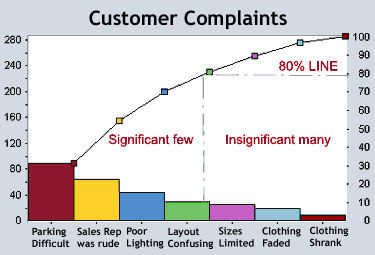 Customer Complaints
280
240
200
160
120
80
40
0
100
90
80
70
60
50
40
30
20
10
0
80% LINE
Significant few
Insignificant many
Parking Difficult
Sales Rep was rude
Poor Lighting
Layout Confusing
Sizes Limited
Clothing Faded
Clothing Shrank